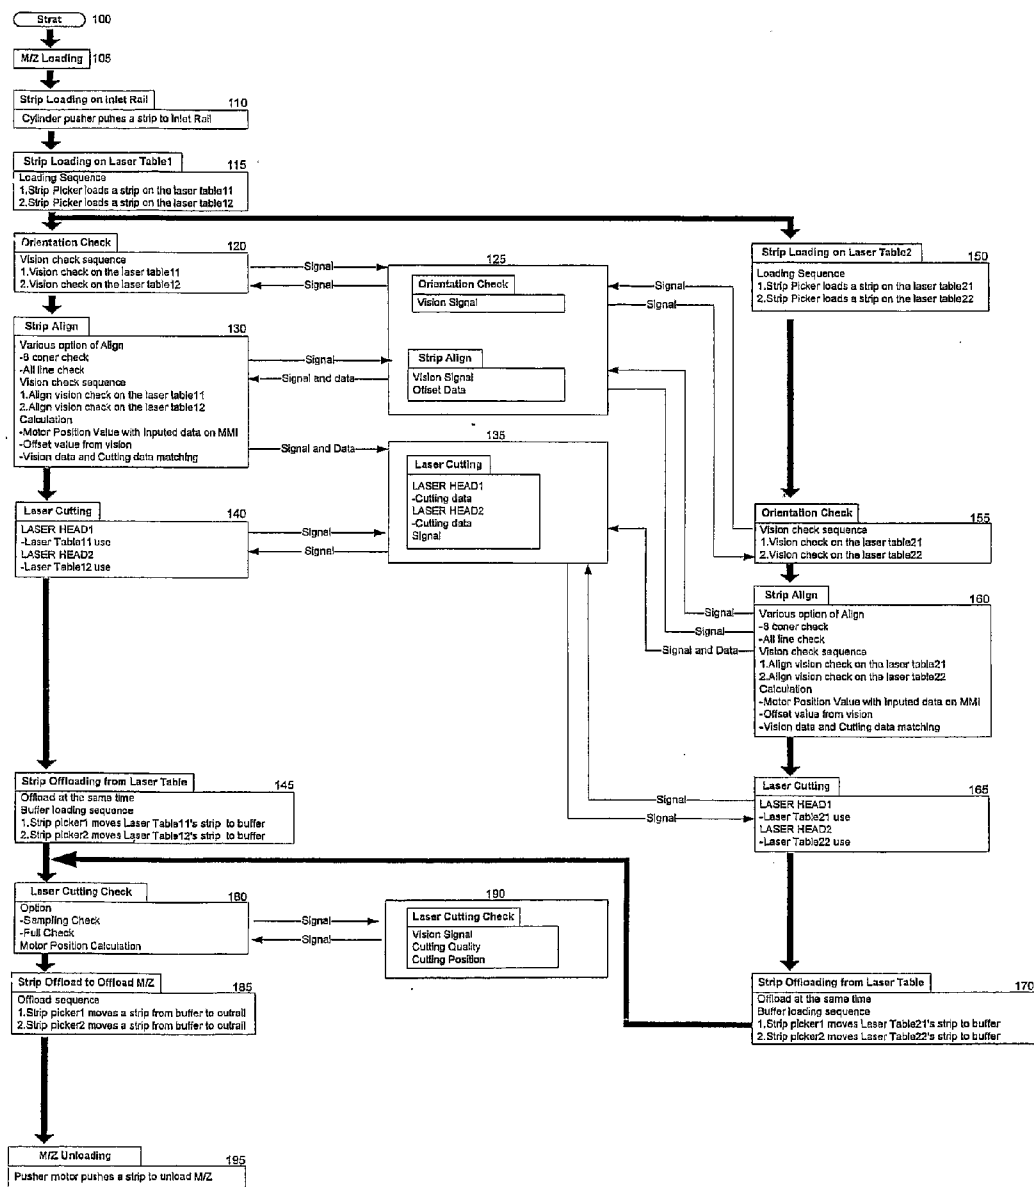 Strat 100
M/Z Loading 105
Strip Loading on Inlet Rail 110
Cylinder pusher puhes a strip to Inlet Rail
Strip Loading on Laser Table1 115
Loading Sequence
1.Strip Picker loads a strip on the laser table11
2.Strip Picker loads a strip on the laser table12
Orientation Check 120
Vision check sequence
1.Vision check on the laser table11
2.Vision check on the laser table12
Signal
Signal
Strip Align 130
Various option of Align
-8 coner check
-All line check
Vision check sequence
1.Align vision check on the laser table11
2.Align vision check on the laser table12
Calculation
-Motor Position Value with Inputed data on MMI
-Offset value from vision
-Vision data and Cutting data matching
Signal
Signal and data
Signal and Data
Laser Cutting 140
LASER HEAD1
-Laser Table11 use
LASER HEAD2
-Laser Table12 use
Signal
Signal
125
Orientation Check
Vision Signal
Strip Align
Vision Signal
Offset Data
135
Laser Cutting
LASER HEAD1
-Cutting data
LASER HEAD2
-Cutting data
Signal
Strip Loading on Laser Table2 150
Loading Sequence
1.Strip Picker loads a strip on the laser table21
2.Strip Picker loads a strip on the laser table22
Signal
Signal
Orientation Check 155
Vision check sequence
1.Vision check on the laser table21
2.Vision check on the laser table22
Strip Align 160
Various option of Align
-8 coner check
-All line check
Vision check sequence
1.Align vision check on the laser table21
2.Align vision check on the laser table22
Calculation
-Motor Position Value with Inputed data on MMI
-Offset value from vision
-Vision data and Cutting data matching
Signal
Signal
Signal and Data
Laser Cutting 165
LASER HEAD1
-Laser Table21 use
LASER HEAD2
-Laser Table22 use
Signal
Signal
Strip Offloading from Laser Table 145
Offload at the same time
Buffer loading sequence
1.Strip picker1 moves Laser Table11's strip to buffer
2.Strip picker2 moves Laser Table12's strip to buffer
Laser Cutting Check 180
Option
-Sampling Check
-Full Check
Motor Position Calculation
Signal
Signal
190
Laser Cutting Check
Vision Signal
Cutting Quality
Cutting Position
Strip Offload to Offload M/Z 185
Offload sequence
1.Strip picker1 moves a strip from buffer to outrail
2.Strip picker2 moves a strip from buffer to outrail
Strip Offloading from Laser Table 170
Offload at the same time
Buffer loading sequence
1.Strip picker1 moves Laser Table21's strip to buffer
2.Strip picker2 moves Laser Table22's strip to buffer
M/Z Unloading 195
Pusher motor pushes a strip to unload M/Z